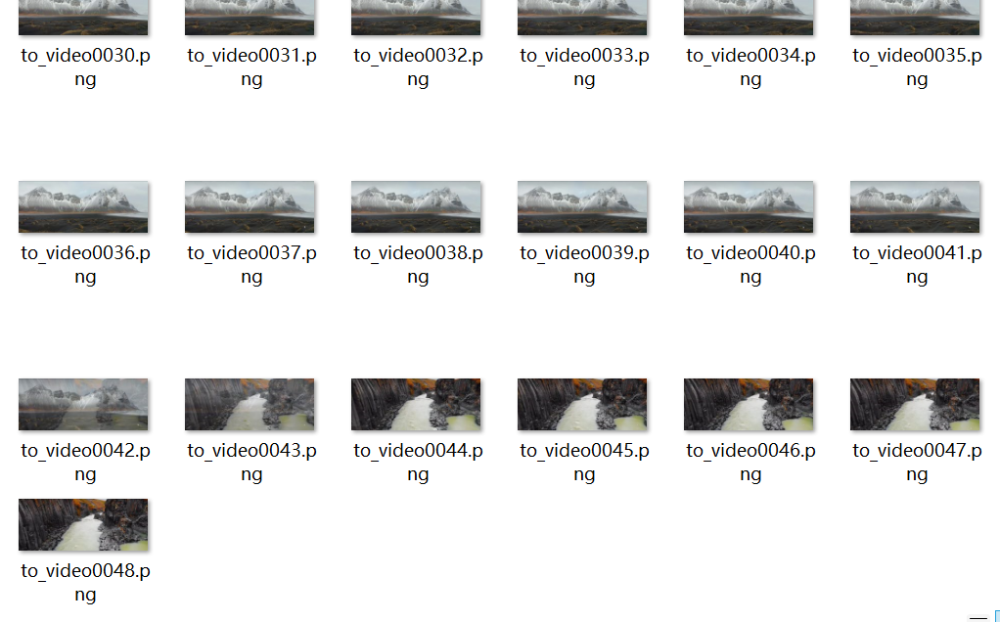 to_video0030.p to_video0031.p to_video0032.p to_video0033.p to_video0034.p to_video0035.p
ng ng ng ng ng ng
to_video0036.p to_video0037.p to_video0038.p to_video0039.p to_video0040.p to_video0041.p
ng ng ng ng ng ng
to_video0042.p to_video0043.p to_video0044.p to_video0045.p to_video0046.p to_video0047.p
ng ng ng ng ng ng
to_video0048.p
ng